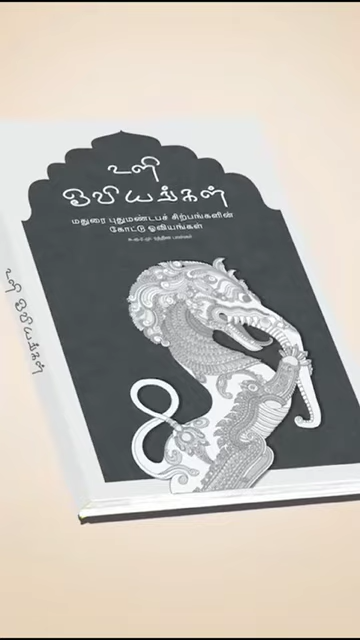 உளி
ஓவியங்கள்
மதுரை புதுமண்டபச் சிற்பங்களின்
கோட்டு ஓவியங்கள்
உளி ஓவியங்கள்